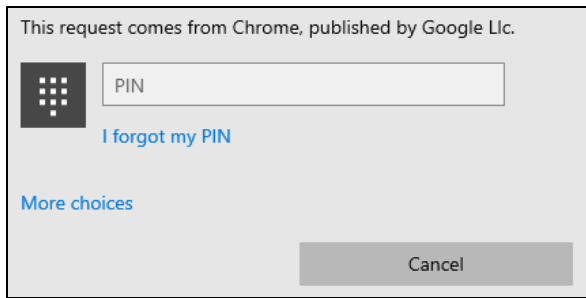 This request comes from Chrome, published by Google Llc.
PIN
I forgot my PIN
More choices
Cancel